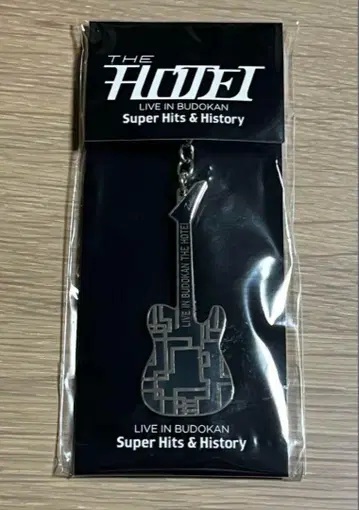 THE
HOTEI
LIVE IN BUDOKAN
Super Hits & History
LIVE IN BUDOKAN THE HOTEI
LIVE IN BUDOKAN
Super Hits & History